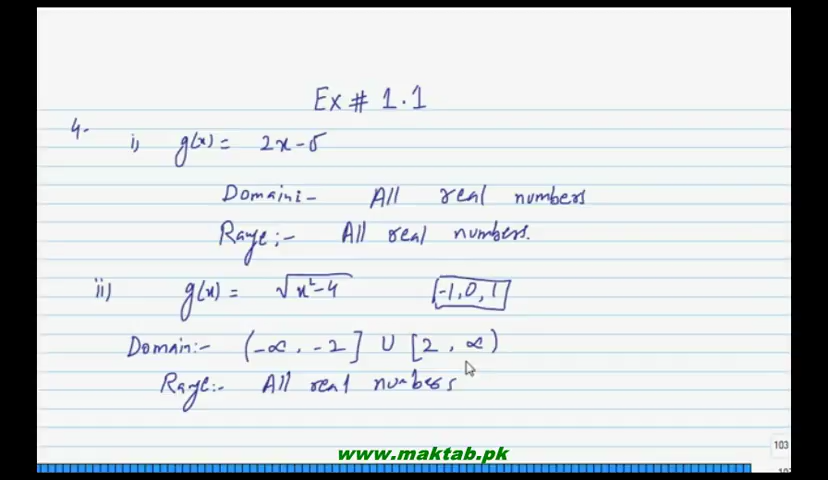 Ex # 1.1
4.
i) g(x) = 2x-5
Domain:- All real numbers
Range:- All real numbers.
ii) g(x) = √x²-4 -1,0,1
Domain:- (-∞, -2] ∪ [2, ∞)
Range:- All real numbers
103
www.maktab.pk